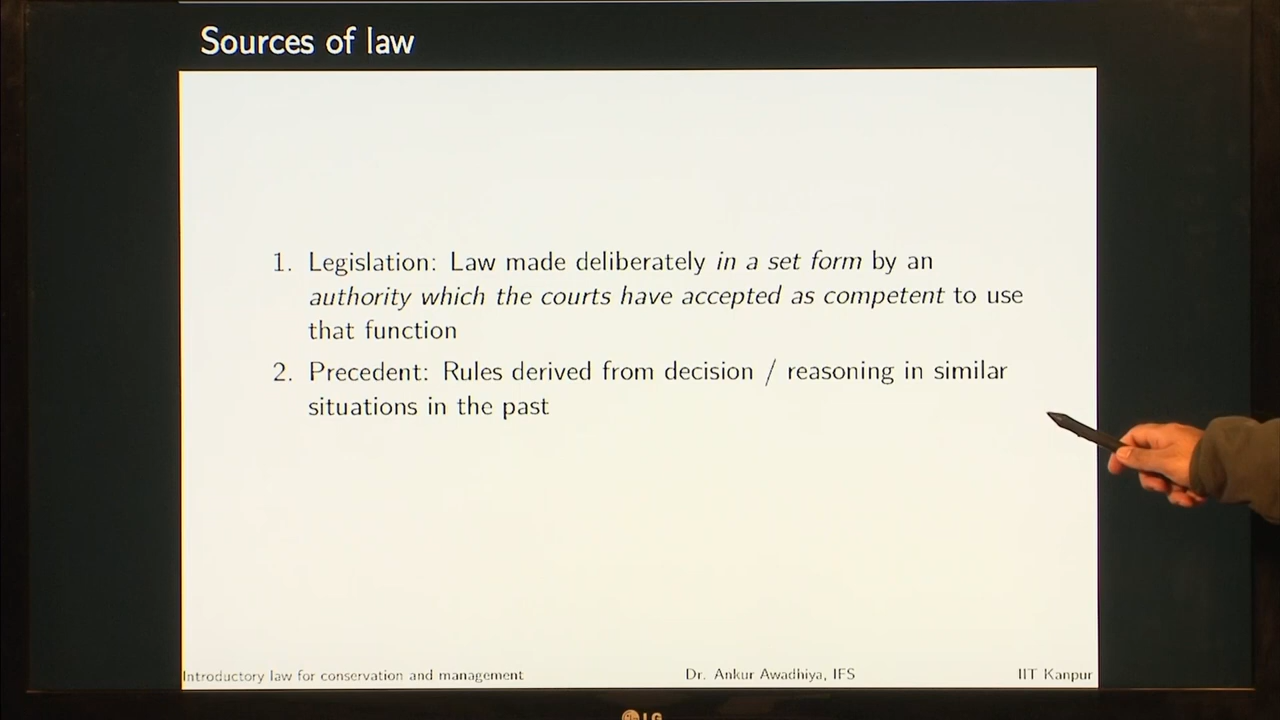 Sources of law
1. Legislation: Law made deliberately in a set form by an
authority which the courts have accepted as competent to use
that function
2. Precedent: Rules derived from decision / reasoning in similar
situations in the past
Introductory law for conservation and management Dr. Ankur Awadhiya, IFS IIT Kanpur
LG